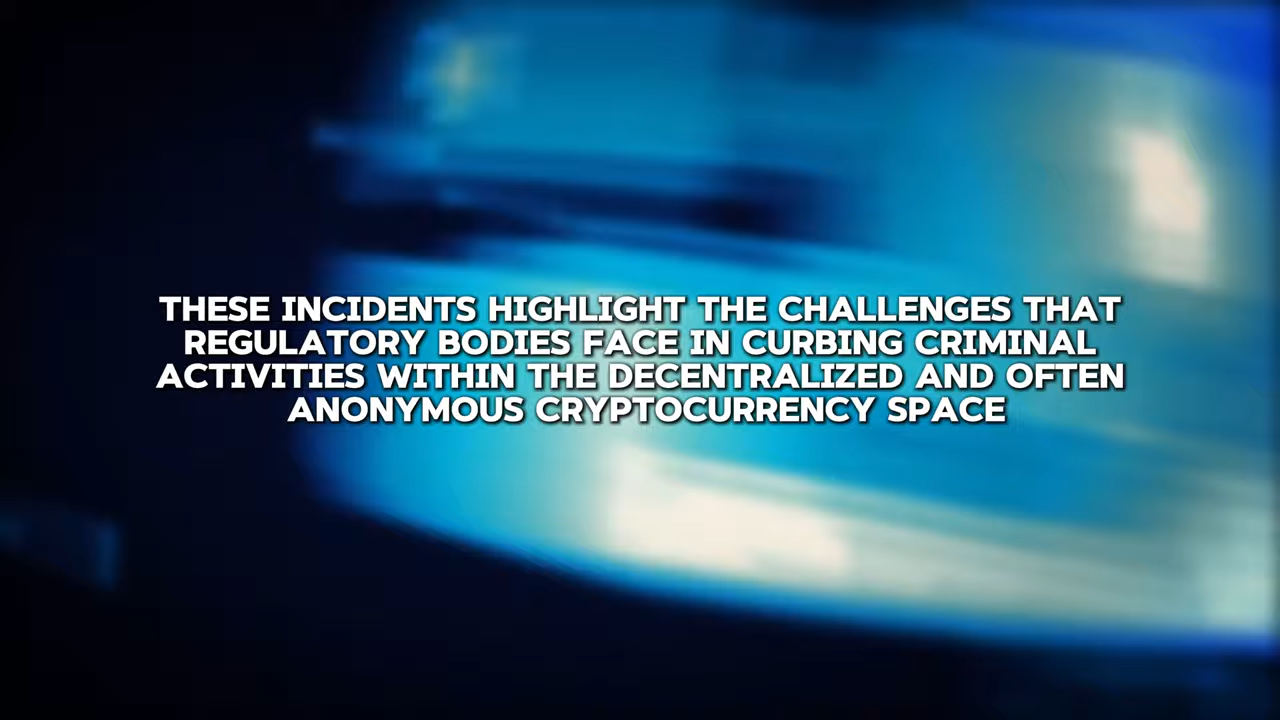 THESE INCIDENTS HIGHLIGHT THE CHALLENGES THAT
REGULATORY BODIES FACE IN CURBING CRIMINAL
ACTIVITIES WITHIN THE DECENTRALIZED AND OFTEN
ANONYMOUS CRYPTOCURRENCY SPACE